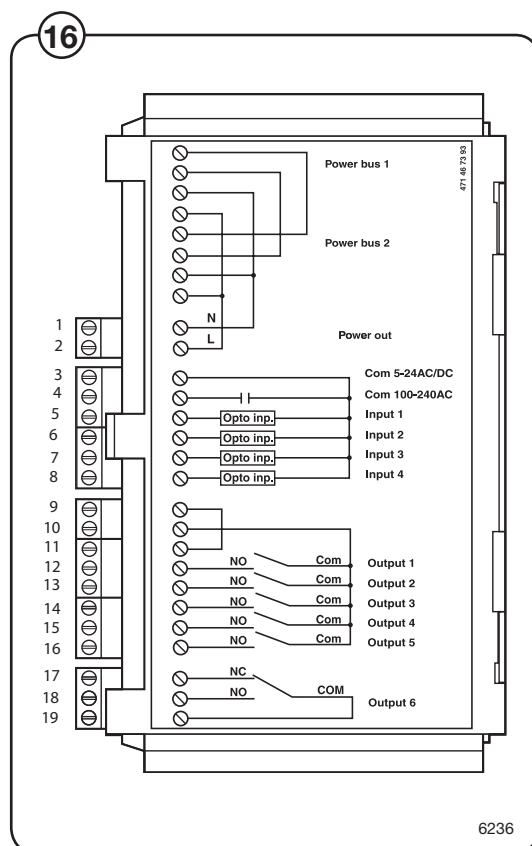 16
471 46 73 93
Power bus 1
Power bus 2
N
L
Power out
1
2
3
4
5
6
7
8
9
10
11
12
13
14
15
16
17
18
19
Com 5-24AC/DC
Com 100-240AC
Opto inp. Input 1
Opto inp. Input 2
Opto inp. Input 3
Opto inp. Input 4
NO Com Output 1
NO Com Output 2
NO Com Output 3
NO Com Output 4
NO Com Output 5
NC
NO
COM
Output 6
6236